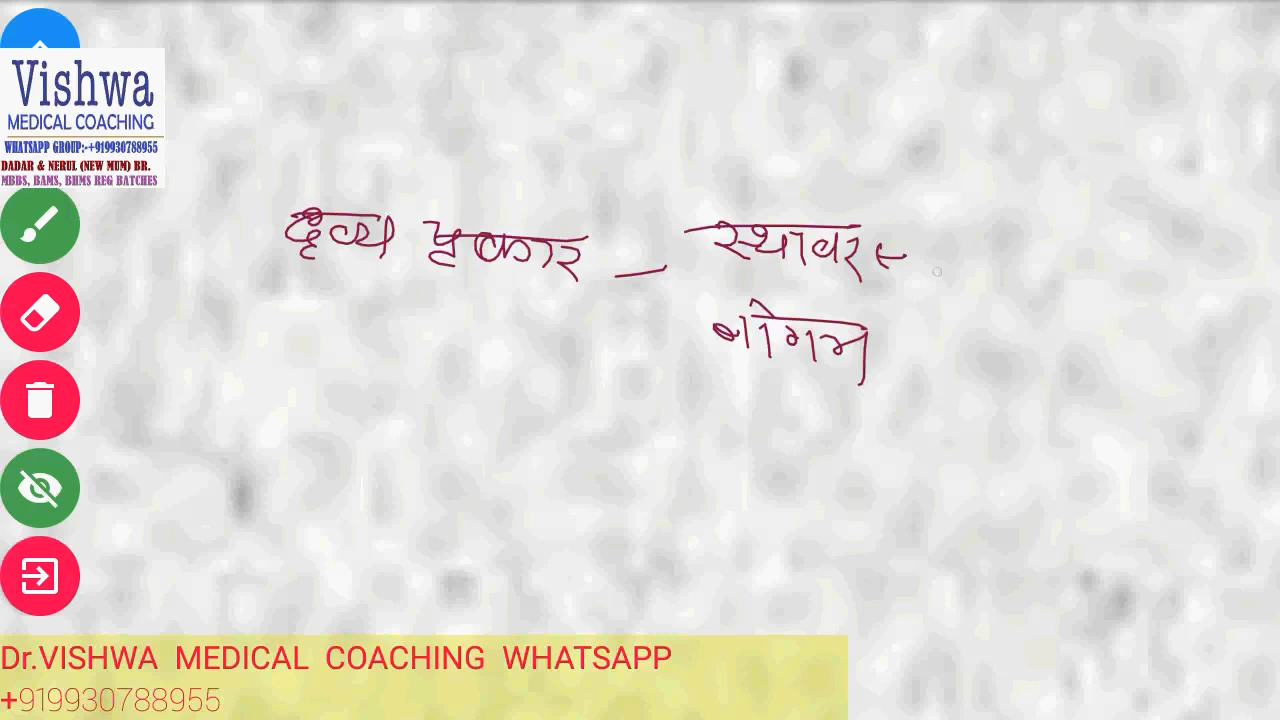 Vishwa
MEDICAL COACHING
WHATSAPP GROUP:-+919930788955
DADAR & NERUL (NEW MUM) BR.
MBBS, BAMS, BHMS REG BATCHES
द्रव्य प्रकार — स्थावर ←
जांगम
Dr.VISHWA MEDICAL COACHING WHATSAPP
+919930788955